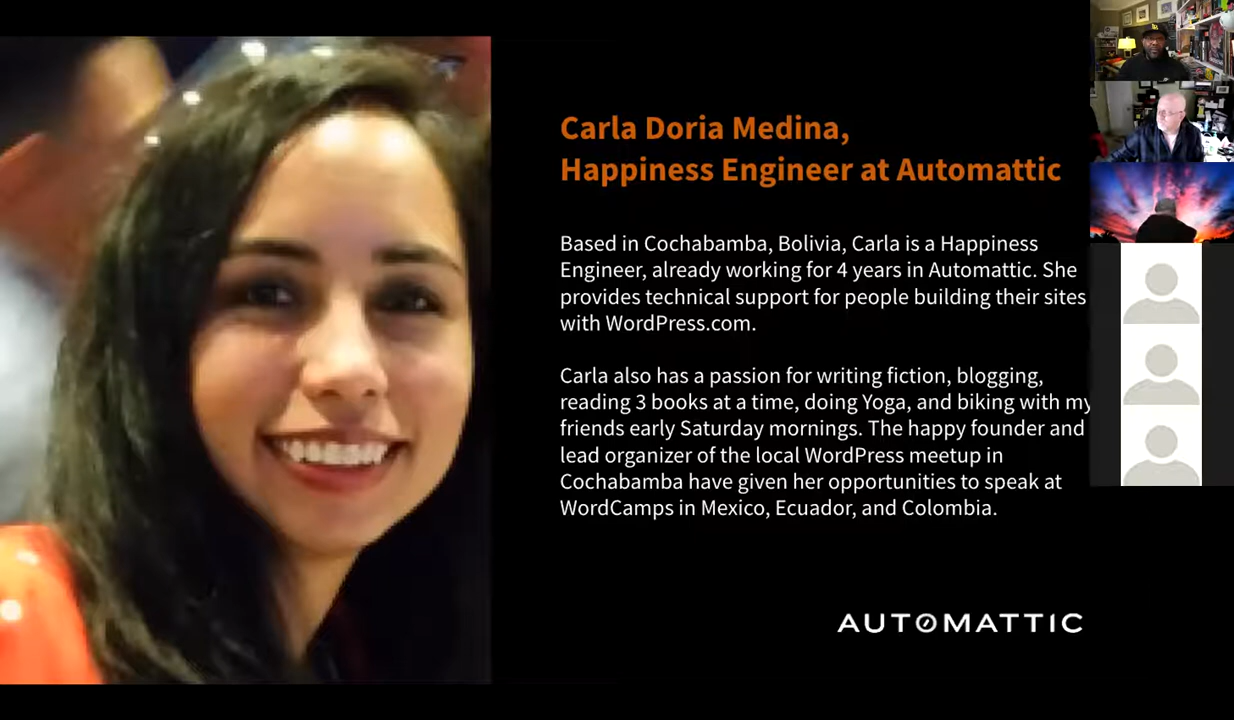 Carla Doria Medina,
Happiness Engineer at Automattic
Based in Cochabamba, Bolivia, Carla is a Happiness
Engineer, already working for 4 years in Automattic. She
provides technical support for people building their sites
with WordPress.com.
Carla also has a passion for writing fiction, blogging,
reading 3 books at a time, doing Yoga, and biking with my
friends early Saturday mornings. The happy founder and
lead organizer of the local WordPress meetup in
Cochabamba have given her opportunities to speak at
WordCamps in Mexico, Ecuador, and Colombia.
AUTOMATTIC